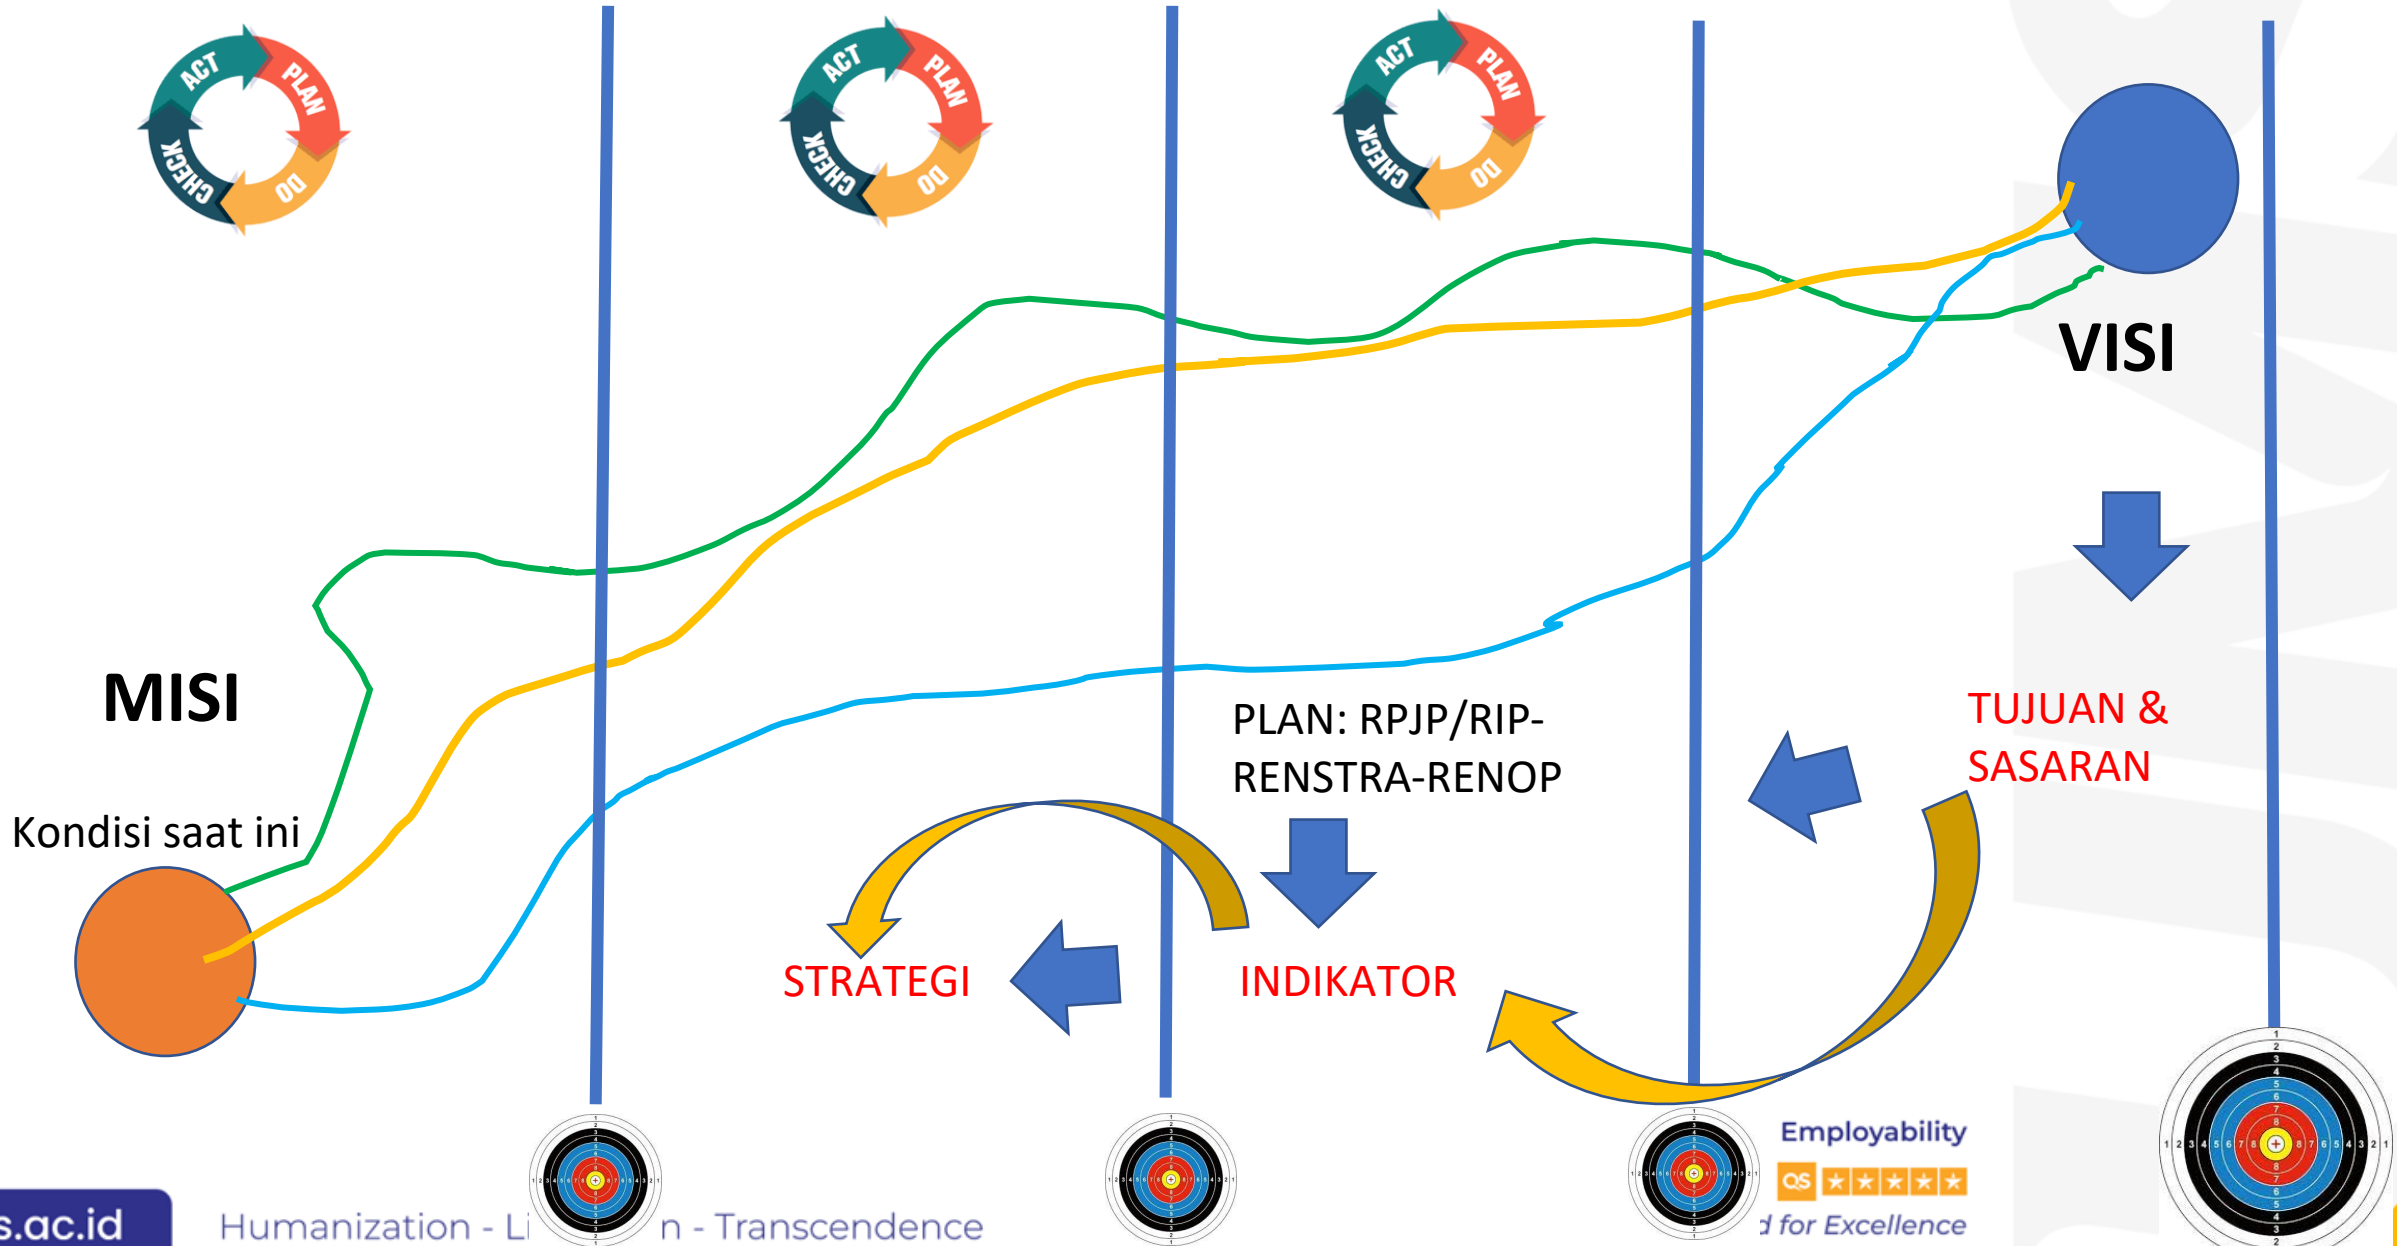 ACT
PLAN
DO
CHECK
ACT
PLAN
DO
CHECK
ACT
PLAN
DO
CHECK
VISI
MISI
Kondisi saat ini
PLAN: RPJP/RIP-
RENSTRA-RENOP
TUJUAN &
SASARAN
STRATEGI
INDIKATOR
Employability
QS
d for Excellence
s.ac.id
Humanization - Li n - Transcendence